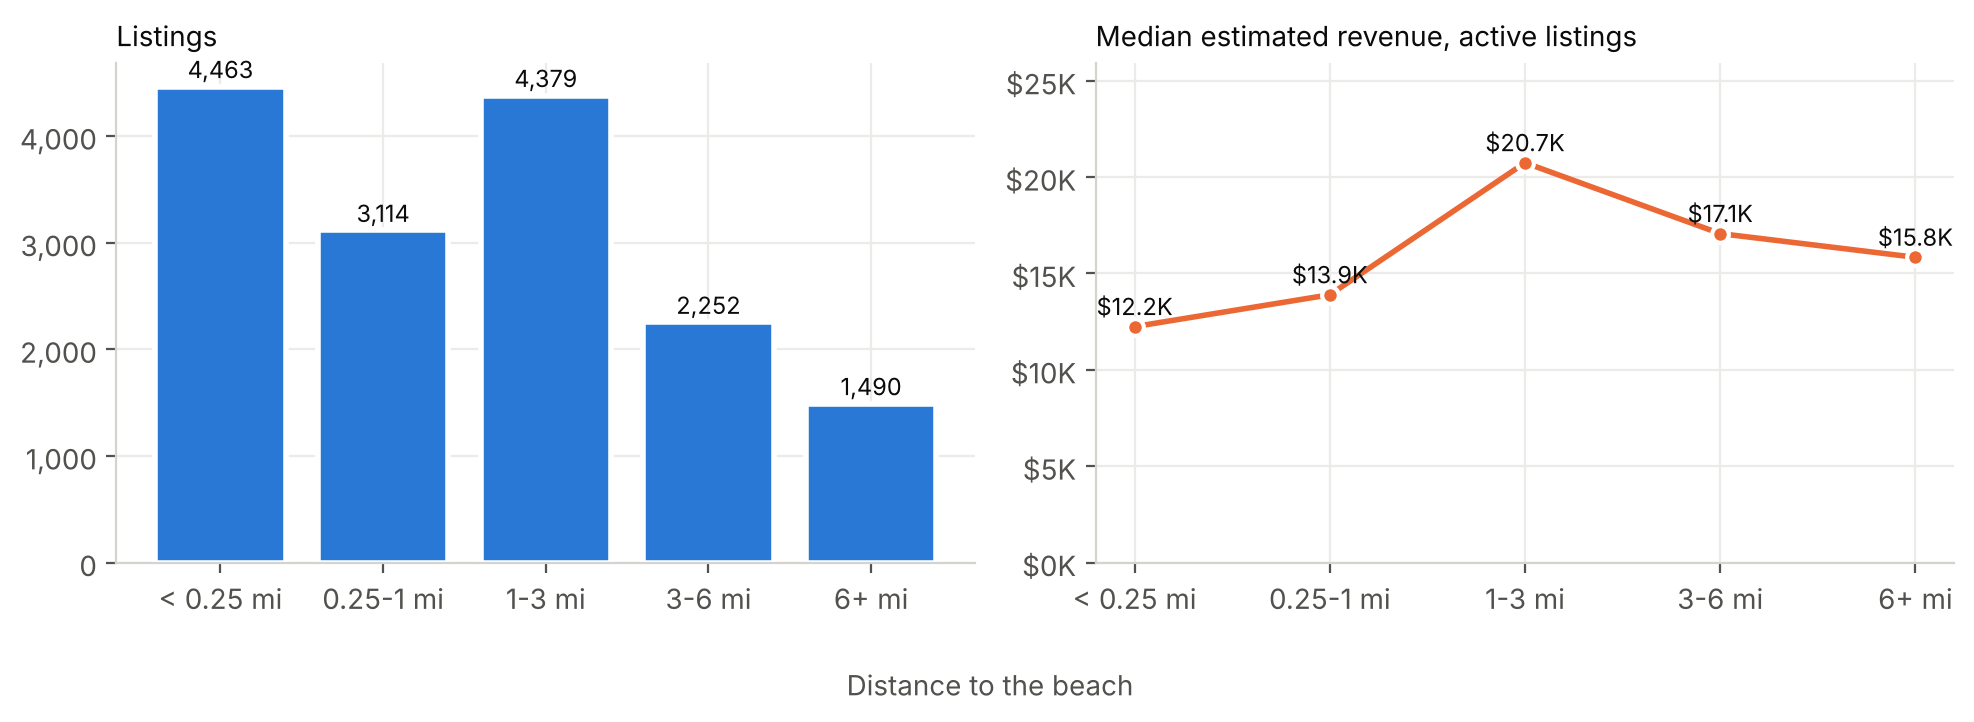 Listings
4,463
3,114
4,379
2,252
1,490
4,000
3,000
2,000
1,000
0
< 0.25 mi
0.25-1 mi
1-3 mi
3-6 mi
6+ mi
Median estimated revenue, active listings
$25K
$20K
$15K
$10K
$5K
$0K
$12.2K
$13.9K
$20.7K
$17.1K
$15.8K
< 0.25 mi
0.25-1 mi
1-3 mi
3-6 mi
6+ mi
Distance to the beach